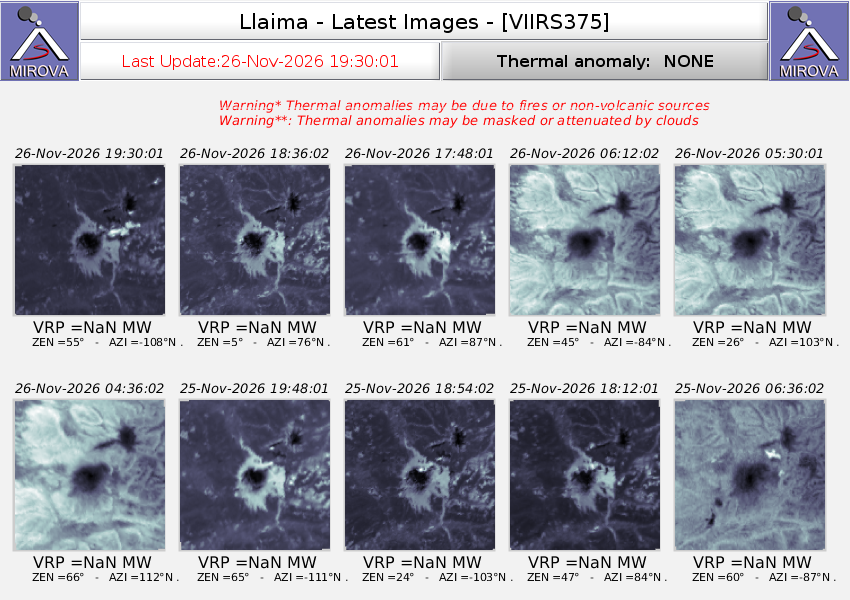 Llaima - Latest Images - [VIIRS375]
MIROVA
Last Update:26-Nov-2026 19:30:01
Thermal anomaly: NONE
MIROVA
Warning* Thermal anomalies may be due to fires or non-volcanic sources
Warning**: Thermal anomalies may be masked or attenuated by clouds
26-Nov-2026 19:30:01 26-Nov-2026 18:36:02 26-Nov-2026 17:48:01 26-Nov-2026 06:12:02 26-Nov-2026 05:30:01
VRP =NaN MW VRP =NaN MW VRP =NaN MW VRP =NaN MW VRP =NaN MW
ZEN =55° - AZI =-108°N . ZEN =5° - AZI =76°N . ZEN =61° - AZI =87°N . ZEN =45° - AZI =-84°N . ZEN =26° - AZI =103°N .
26-Nov-2026 04:36:02 25-Nov-2026 19:48:01 25-Nov-2026 18:54:02 25-Nov-2026 18:12:01 25-Nov-2026 06:36:02
VRP =NaN MW VRP =NaN MW VRP =NaN MW VRP =NaN MW VRP =NaN MW
ZEN =66° - AZI =112°N . ZEN =65° - AZI =-111°N . ZEN =24° - AZI =-103°N . ZEN =47° - AZI =84°N . ZEN =60° - AZI =-87°N .